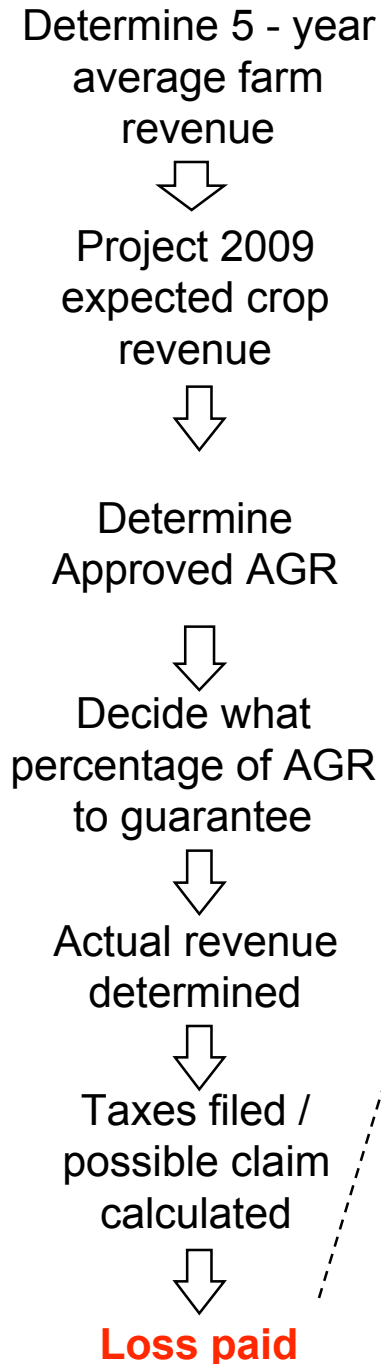 Determine 5 - year
average farm
revenue
Project 2009
expected crop
revenue
Determine
Approved AGR
Decide what
percentage of AGR
to guarantee
Actual revenue
determined
Taxes filed /
possible claim
calculated
Loss paid